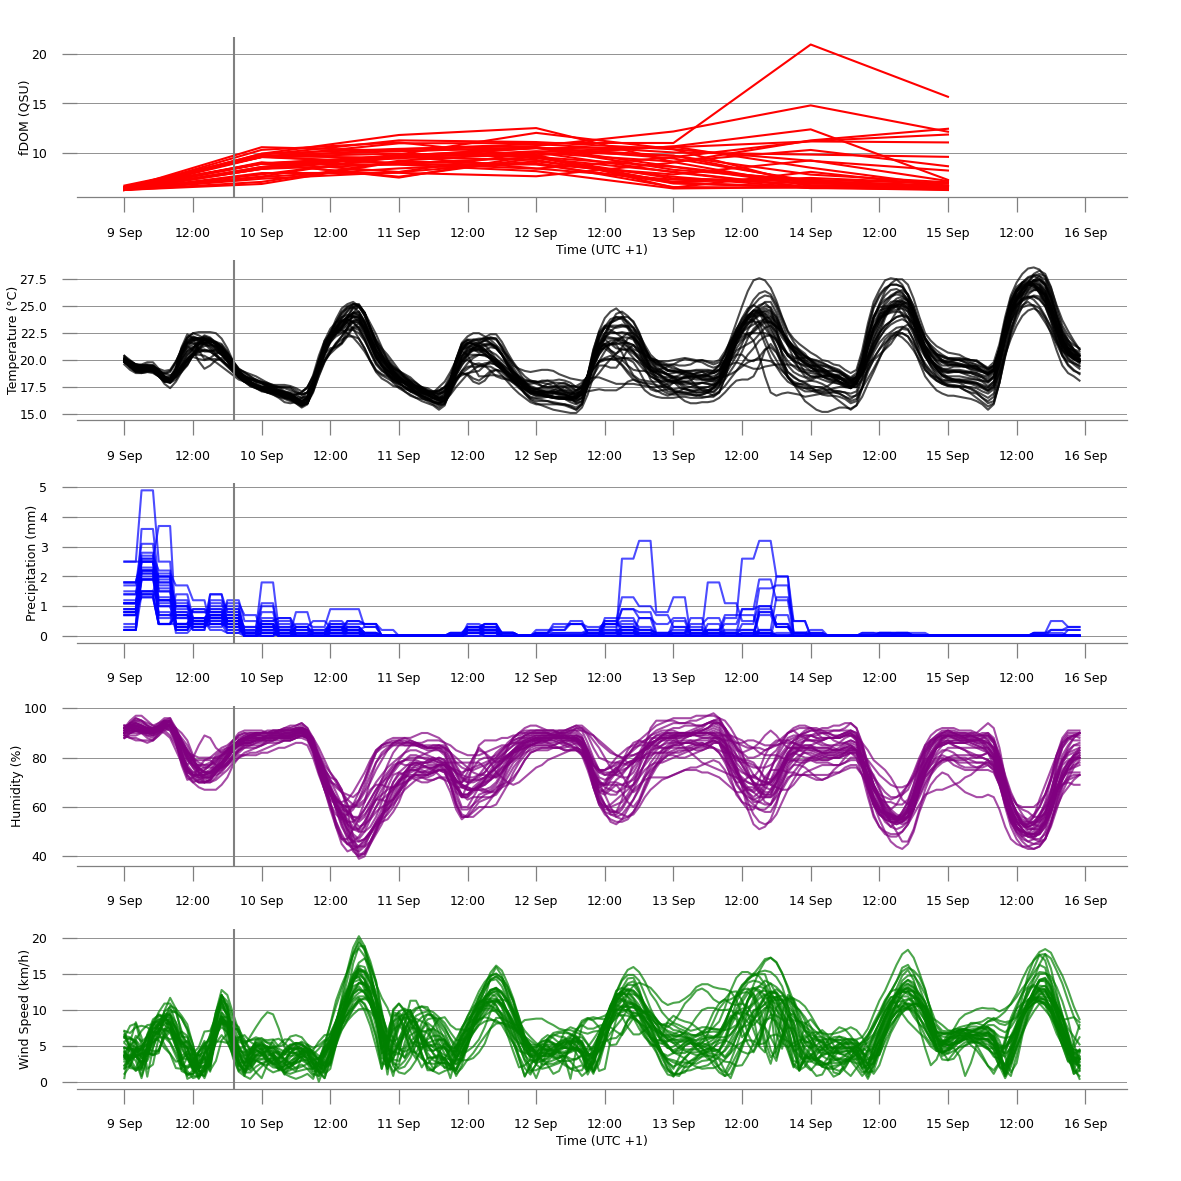 20
15
10
fDOM (QSU)
9 Sep 12:00 10 Sep 12:00 11 Sep 12:00 12 Sep 12:00 13 Sep 12:00 14 Sep 12:00 15 Sep 12:00 16 Sep
Time (UTC +1)
27.5
25.0
22.5
20.0
17.5
15.0
Temperature (°C)
9 Sep 12:00 10 Sep 12:00 11 Sep 12:00 12 Sep 12:00 13 Sep 12:00 14 Sep 12:00 15 Sep 12:00 16 Sep
5
4
3
2
1
0
Precipitation (mm)
9 Sep 12:00 10 Sep 12:00 11 Sep 12:00 12 Sep 12:00 13 Sep 12:00 14 Sep 12:00 15 Sep 12:00 16 Sep
100
80
60
40
Humidity (%)
9 Sep 12:00 10 Sep 12:00 11 Sep 12:00 12 Sep 12:00 13 Sep 12:00 14 Sep 12:00 15 Sep 12:00 16 Sep
20
15
10
5
0
Wind Speed (km/h)
9 Sep 12:00 10 Sep 12:00 11 Sep 12:00 12 Sep 12:00 13 Sep 12:00 14 Sep 12:00 15 Sep 12:00 16 Sep
Time (UTC +1)